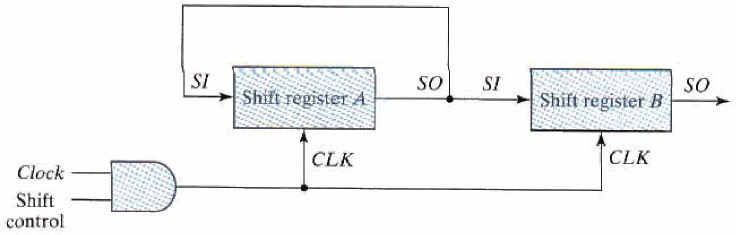 SI
Shift register A
SO
SI
Shift register B
SO
CLK
CLK
Clock
Shift
control